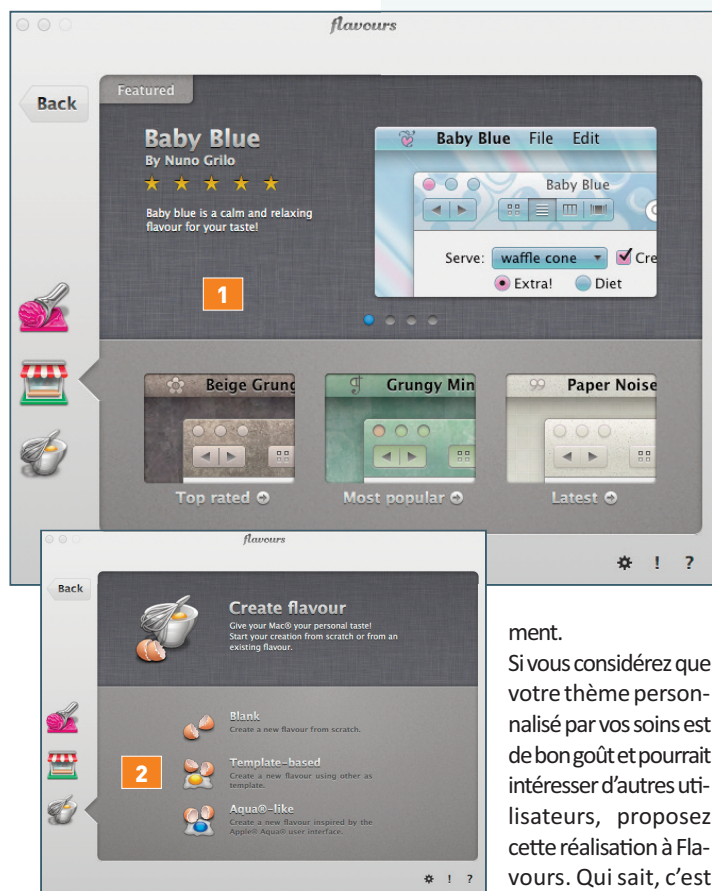 flavours
Back
Featured
Baby Blue
By Nuno Grilo
Baby blue is a calm and relaxing
flavour for your taste!
1
Baby Blue File Edit
Baby Blue
Serve: waffle cone Cre
Extra! Diet
Beige Grung
Grungy Min
Paper Noise
Top rated
Most popular
Latest
! ?
flavours
Back
Create flavour
Give your Mac® your personal taste!
Start your creation from scratch or from an
existing flavour.
Blank
Create a new flavour from scratch.
2
Template-based
Create a new flavour using other as
template.
Aqua®-like
Create a new flavour inspired by the
Apple® Aqua® user interface.
! ?
ment.
Si vous considérez que
votre thème person-
nalisé par vos soins est
de bon goût et pourrait
intéresser d'autres uti-
lisateurs, proposez
cette réalisation à Fla-
vours. Qui sait, c'est